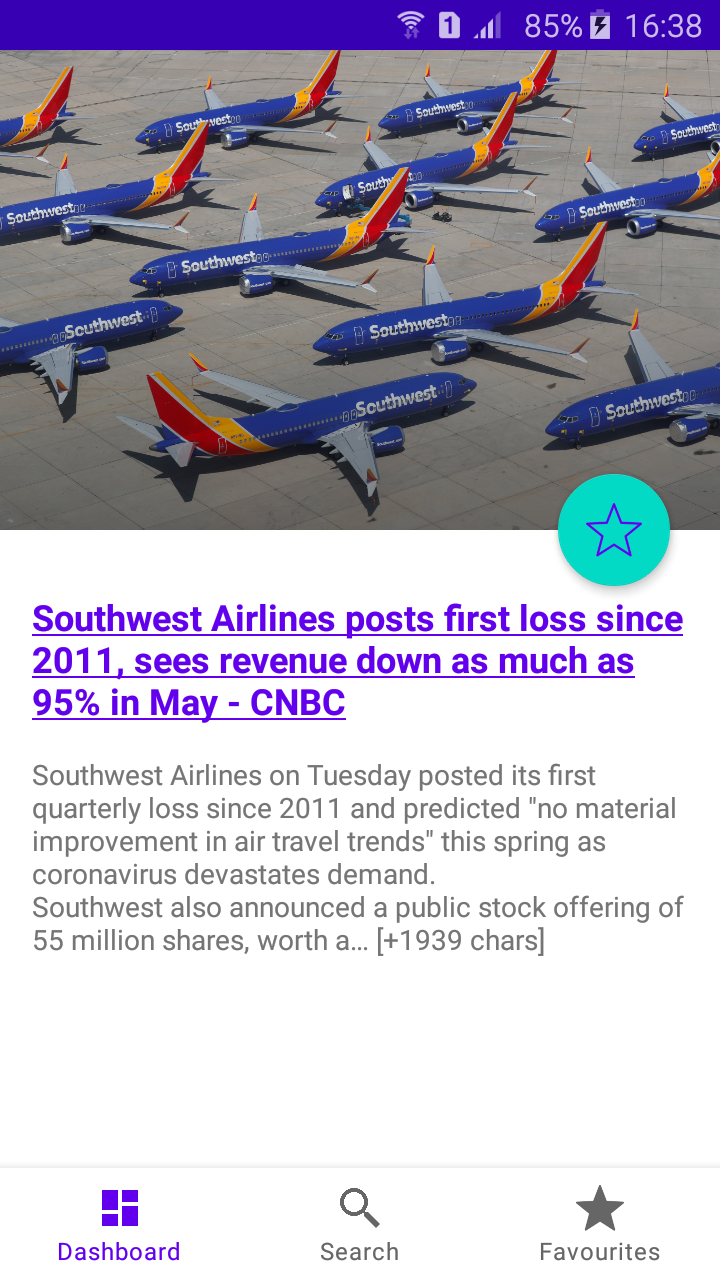 1 85% 16:38
Southwest Southwest
Southwest
Southwest
Southwest
Southwest
Southwest
Southwest
Southwest
Southwest
Southwest
Southwest
Southwest Airlines posts first loss since
2011, sees revenue down as much as
95% in May - CNBC
Southwest Airlines on Tuesday posted its first
quarterly loss since 2011 and predicted "no material
improvement in air travel trends" this spring as
coronavirus devastates demand.
Southwest also announced a public stock offering of
55 million shares, worth a… [+1939 chars]
Dashboard Search Favourites